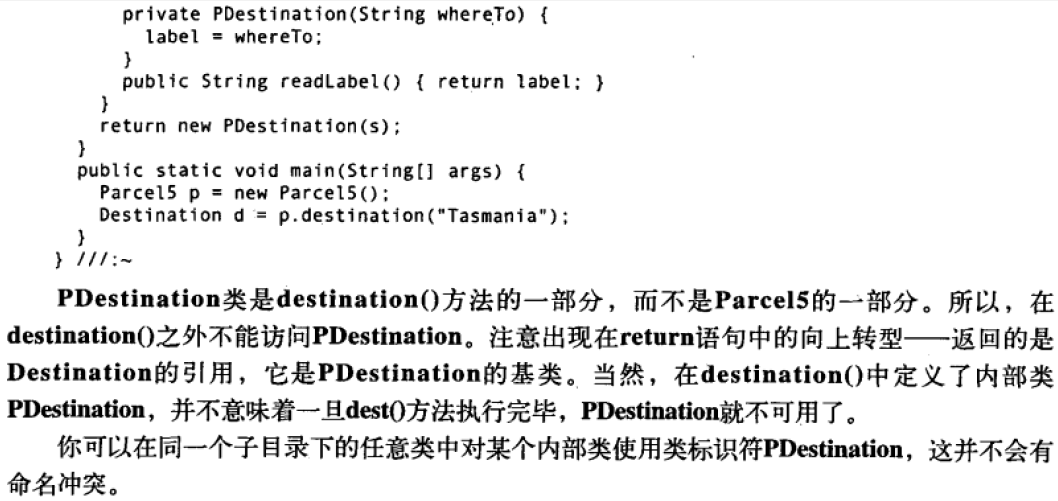 private PDestination(String whereTo) {
label = whereTo;
}
public String readLabel() { return label; }
}
return new PDestination(s);
}
public static void main(String[] args) {
Parcel5 p = new Parcel5();
Destination d = p.destination("Tasmania");
}
} ///:~
PDestination类是destination()方法的一部分，而不是Parcel5的一部分。所以，在
destination()之外不能访问PDestination。注意出现在return语句中的向上转型——返回的是
Destination的引用，它是PDestination的基类。当然，在destination()中定义了内部类
PDestination，并不意味着一旦dest()方法执行完毕，PDestination就不可用了。
你可以在同一个子目录下的任意类中对某个内部类使用类标识符PDestination，这并不会有
命名冲突。